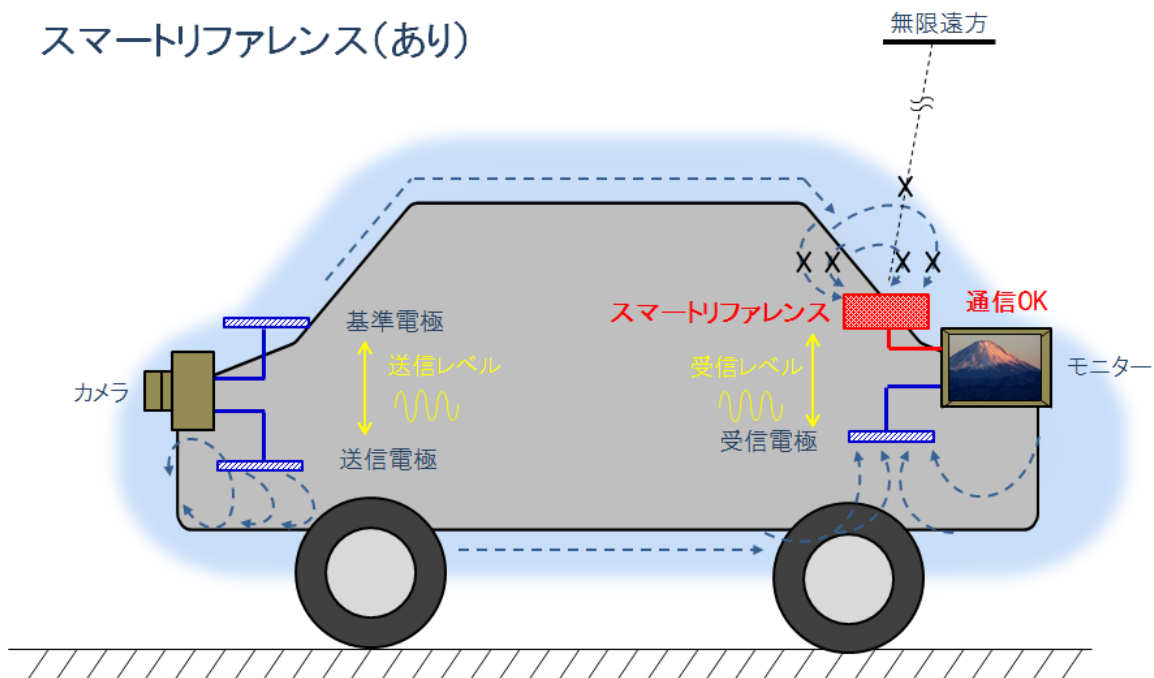 スマートリファレンス(あり)
無限遠方
スマートリファレンス
通信OK
基準電極
カメラ
送信レベル
受信レベル
モニター
送信電極
受信電極